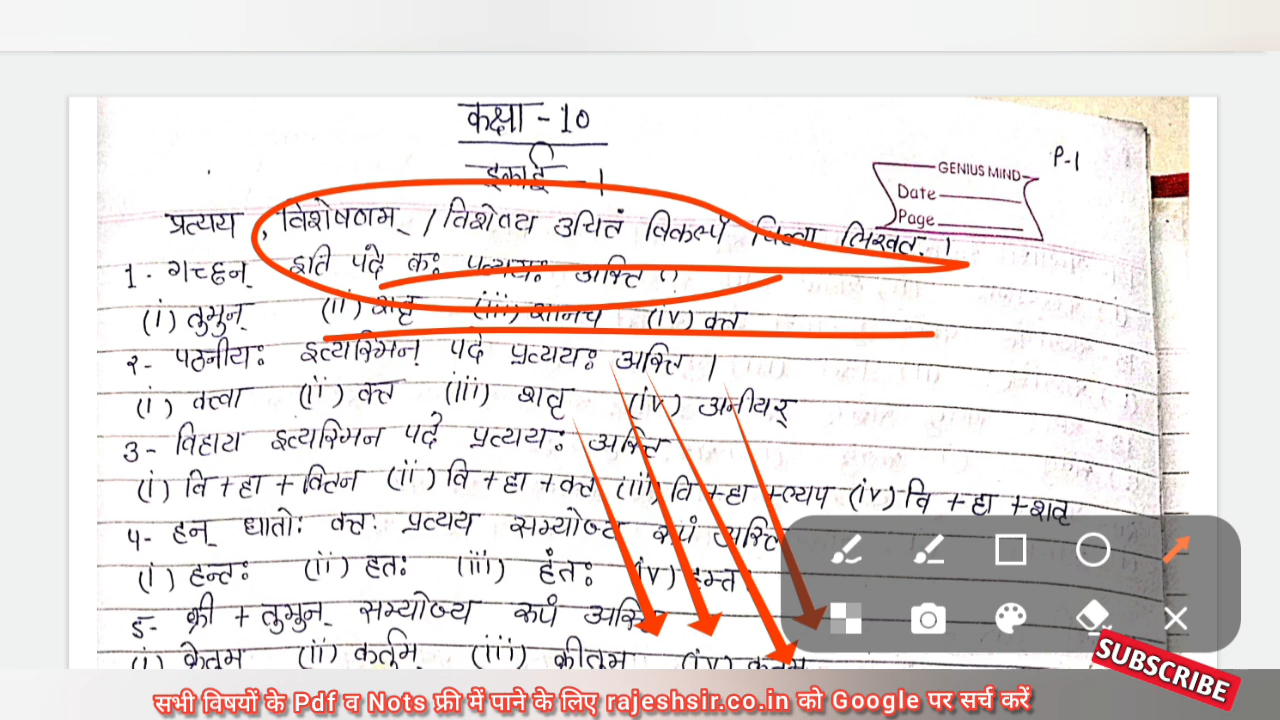 कक्षा - 10
इकाई - 1
P-1
GENIUS MIND
Date
Page
प्रत्यय , विशेषणम् / विशेष्य उचितं विकल्पं चित्वा लिखत. ।
1- गच्छन् इति पदे कः प्रत्ययः अस्ति ।
(i) तुमुन् (ii) शतृ (iii) शानच (iv) क्त
२- पठनीयः इत्यस्मिन् पदे प्रत्ययः अस्ति ।
(i) क्त्वा (ii) क्त (iii) शतृ (iv) अनीयर्
3- विहाय इत्यस्मिन पदे प्रत्ययः अस्ति
(i) वि +हा + क्तिन (ii) वि +हा +क्त (iii) वि +हा +ल्यप (iv) वि +हा +शतृ
4- हन् धातोः क्तः प्रत्यय सम्योज्य रूपं अस्ति
(i) हन्तः (ii) हतः (iii) हंतः (iv) हम्त
5- क्री + तुमुन् सम्योज्य रूपं अस्ति
(i) क्रेतुम (ii) कर्तुम् (iii) क्रीतुम (iv)
SUBSCRIBE
सभी विषयों के Pdf व Nots फ्री में पाने के लिए rajeshsir.co.in को Google पर सर्च करें